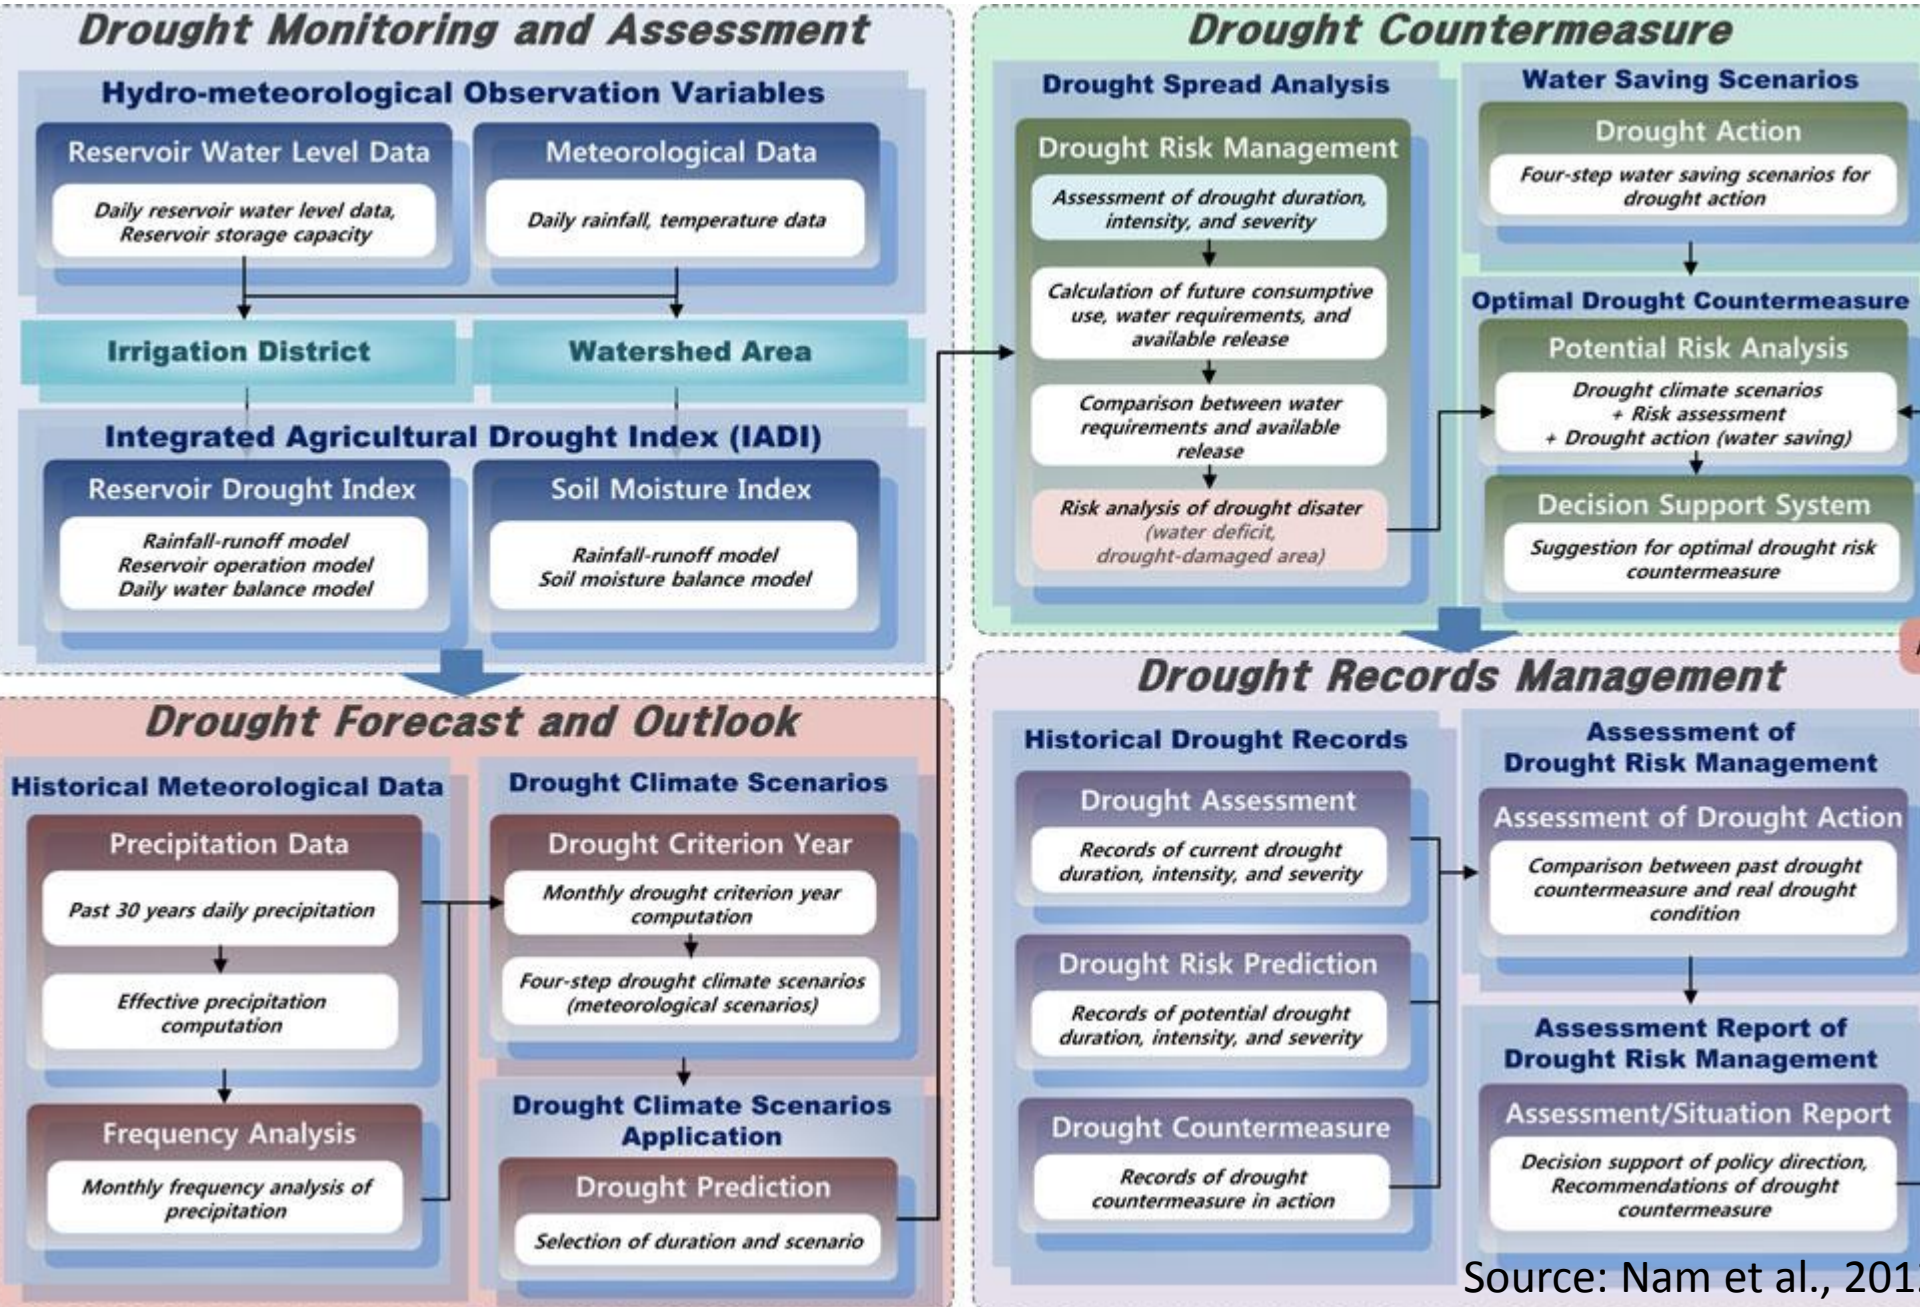 Drought Monitoring and Assessment
Hydro-meteorological Observation Variables
Reservoir Water Level Data
Daily reservoir water level data,
Reservoir storage capacity
Meteorological Data
Daily rainfall, temperature data
Irrigation District
Watershed Area
Integrated Agricultural Drought Index (IADI)
Reservoir Drought Index
Rainfall-runoff model
Reservoir operation model
Daily water balance model
Soil Moisture Index
Rainfall-runoff model
Soil moisture balance model
Drought Forecast and Outlook
Historical Meteorological Data
Precipitation Data
Past 30 years daily precipitation
Effective precipitation
computation
Frequency Analysis
Monthly frequency analysis of
precipitation
Drought Climate Scenarios
Drought Criterion Year
Monthly drought criterion year
computation
Four-step drought climate scenarios
(meteorological scenarios)
Drought Climate Scenarios
Application
Drought Prediction
Selection of duration and scenario
Drought Countermeasure
Drought Spread Analysis
Drought Risk Management
Assessment of drought duration,
intensity, and severity
Calculation of future consumptive
use, water requirements, and
available release
Comparison between water
requirements and available
release
Risk analysis of drought disater
(water deficit,
drought-damaged area)
Water Saving Scenarios
Drought Action
Four-step water saving scenarios for
drought action
Optimal Drought Countermeasure
Potential Risk Analysis
Drought climate scenarios
+ Risk assessment
+ Drought action (water saving)
Decision Support System
Suggestion for optimal drought risk
countermeasure
Drought Records Management
Historical Drought Records
Drought Assessment
Records of current drought
duration, intensity, and severity
Drought Risk Prediction
Records of potential drought
duration, intensity, and severity
Drought Countermeasure
Records of drought
countermeasure in action
Assessment of
Drought Risk Management
Assessment of Drought Action
Comparison between past drought
countermeasure and real drought
condition
Assessment Report of
Drought Risk Management
Assessment/Situation Report
Decision support of policy direction,
Recommendations of drought
countermeasure
Source: Nam et al.,